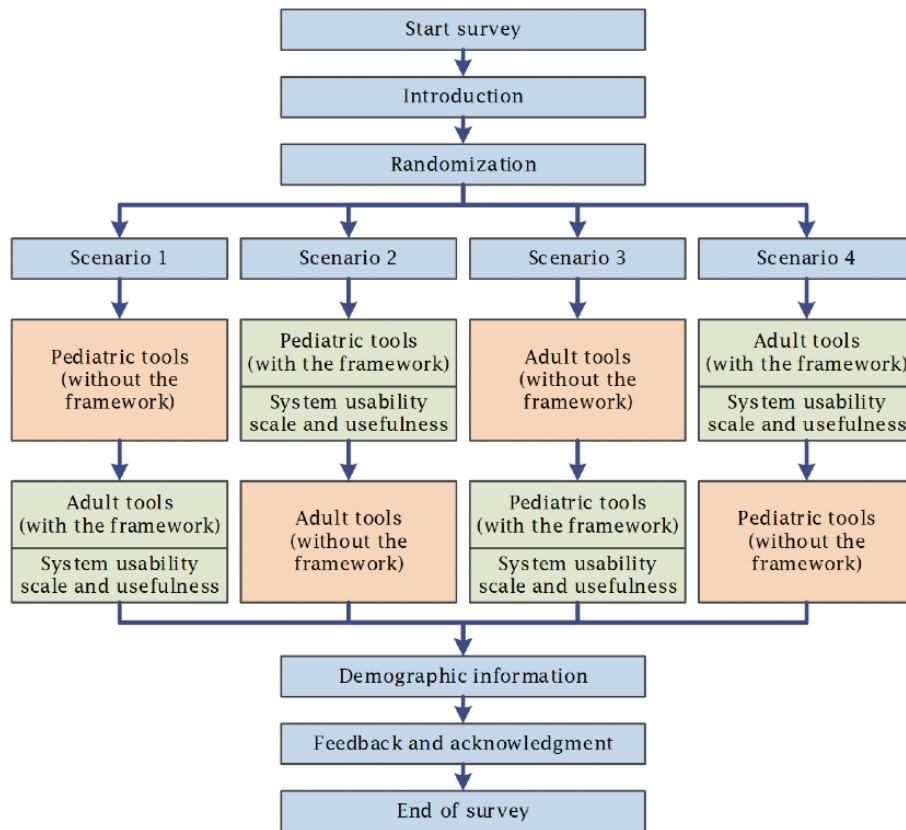 Start survey
Introduction
Randomization
Scenario 1
Scenario 2
Scenario 3
Scenario 4
Pediatric tools
(without the
framework)
Pediatric tools
(with the framework)
System usability
scale and usefulness
Adult tools
(without the
framework)
Adult tools
(with the framework)
System usability
scale and usefulness
Adult tools
(with the framework)
System usability
scale and usefulness
Adult tools
(without the
framework)
Pediatric tools
(with the framework)
System usability
scale and usefulness
Pediatric tools
(without the
framework)
Demographic information
Feedback and acknowledgment
End of survey